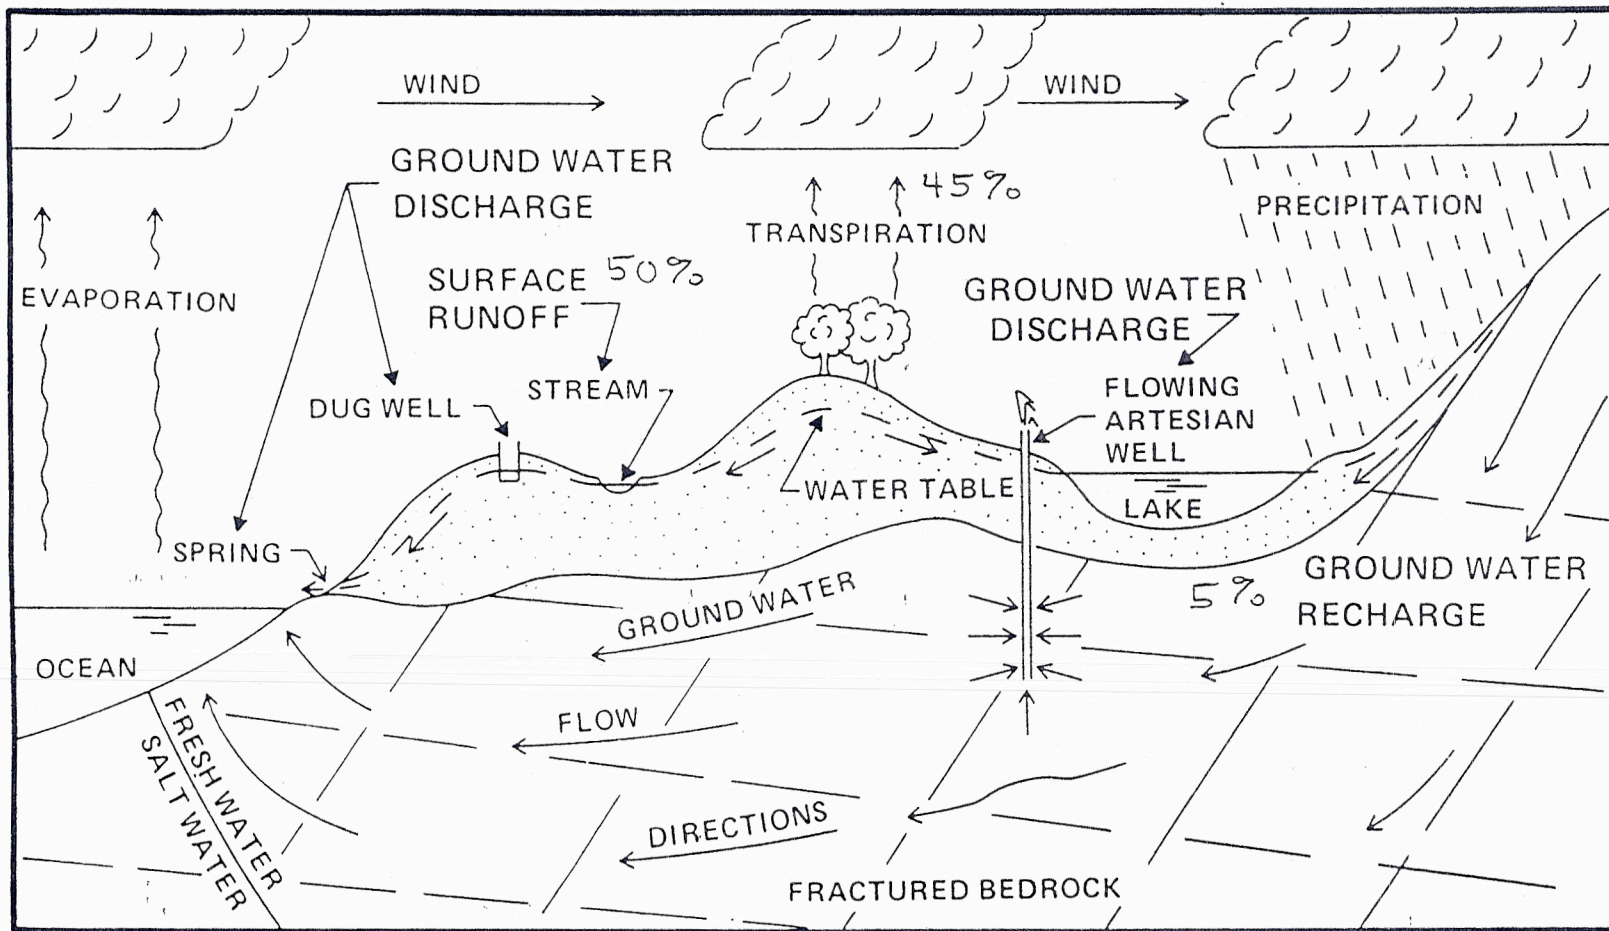 WIND
WIND
GROUND WATER
DISCHARGE
45%
TRANSPIRATION
PRECIPITATION
EVAPORATION
SURFACE 50%
RUNOFF
GROUND WATER
DISCHARGE
STREAM
DUG WELL
FLOWING
ARTESIAN
WELL
WATER TABLE
LAKE
SPRING
GROUND WATER
RECHARGE
5%
GROUND WATER
OCEAN
FLOW
FRESH WATER
SALT WATER
DIRECTIONS
FRACTURED BEDROCK